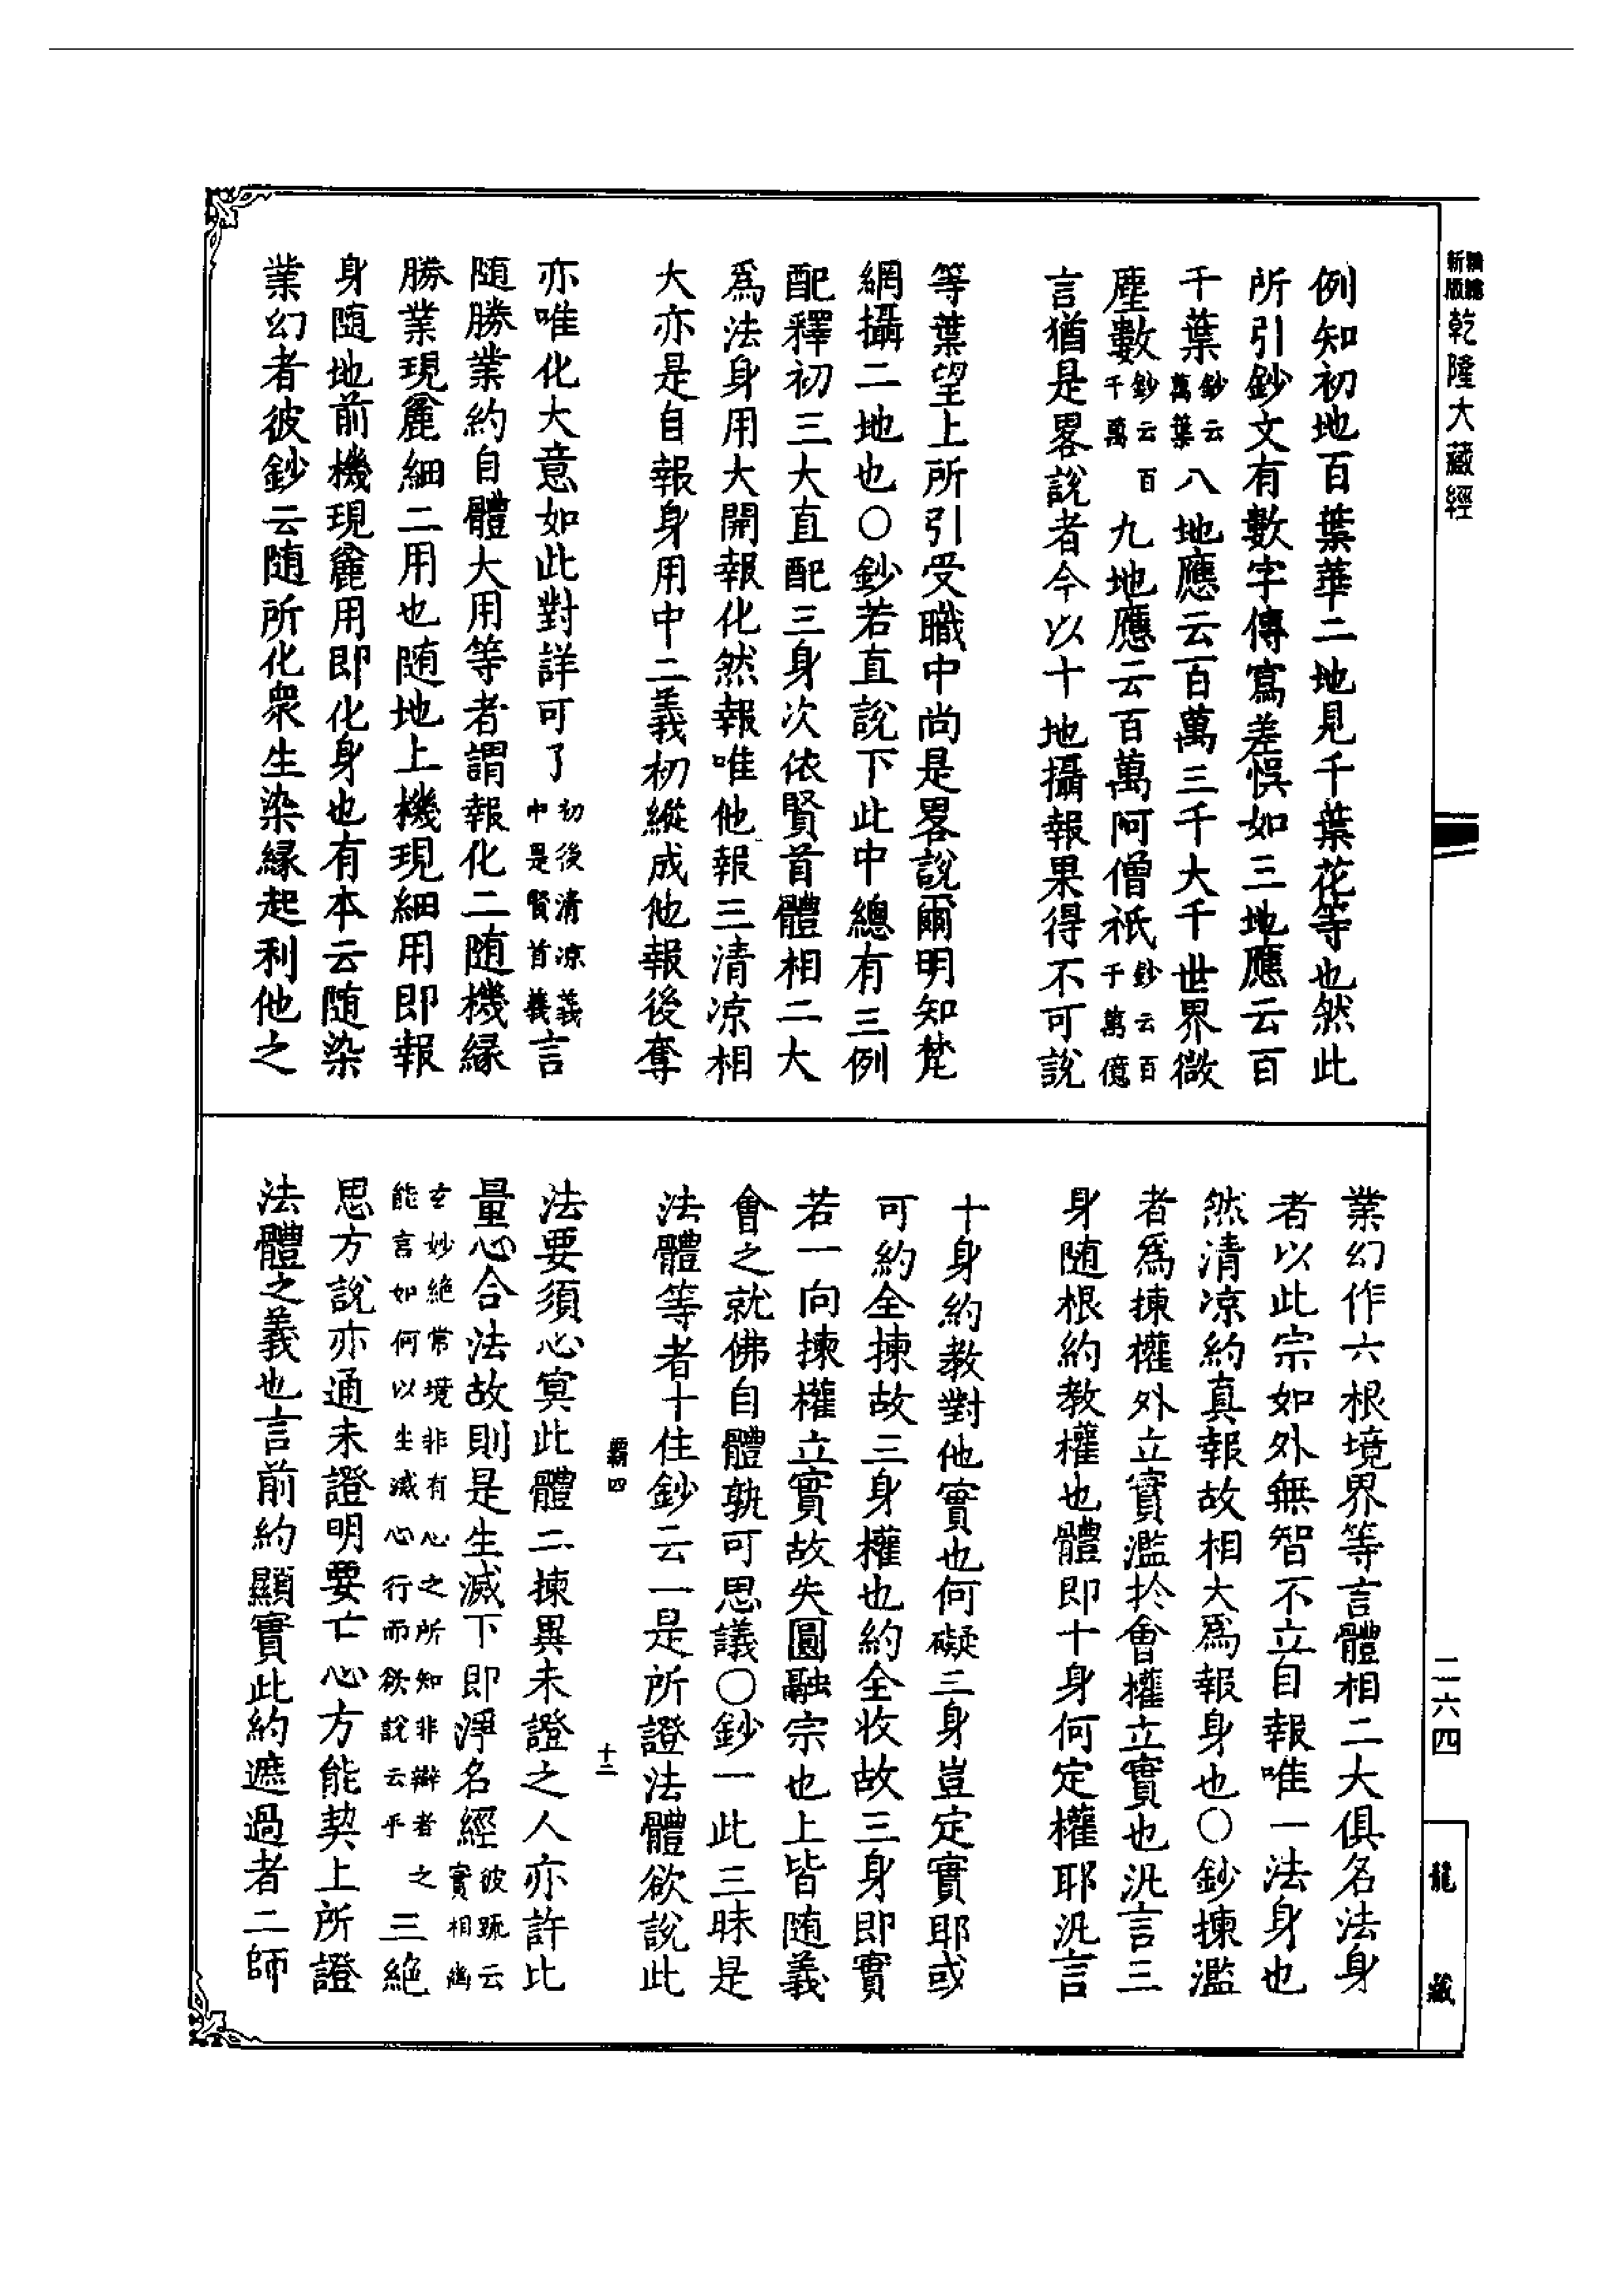 新編縮版乾隆大藏經
例知初地百葉華二地見千葉花等也然此
所引鈔文有數字傳寫差悞如三地應云百
千葉鈔云萬葉八地應云百萬三千大千世界微
塵數鈔云百千萬九地應云百萬阿僧祇鈔云百千萬億
言猶是畧說者今以十地攝報果得不可說
等葉望上所引受職中尚是畧說爾明知梵
網攝二地也○鈔若直說下此中總有三例
配釋初三大直配三身次依賢首體相二大
爲法身用大開報化然報唯他報三清涼相
大亦是自報身用中二義初縱成他報後奪
亦唯化大意如此對詳可了初後清涼義中是賢首義言
随勝業約自體大用等者謂報化二随機縁
勝業現麄細二用也随地上機現細用即報
身随地前機現麄用即化身也有本云随染
業幻者彼鈔云随所化衆生染縁起利他之
業幻作六根境界等言體相二大俱名法身
者以此宗如外無智不立自報唯一法身也
然清涼約真報故相大爲報身也○鈔揀濫
者爲揀權外立實濫於會權立實也汎言三
身随根約教權也體即十身何定權耶汎言
十身約教對他實也何礙三身豈定實耶或
可約全揀故三身權也約全收故三身即實
若一向揀權立實故失圓融宗也上皆随義
會之就佛自體孰可思議○鈔一此三昧是
法體等者十住鈔云一是所證法體欲說此
四
十二
法要須心冥此體二揀異未證之人亦許比
量心合法故則是生滅下即淨名經彼疏云實相幽
玄妙絶常境非有心之所知非辯者之能言如何以生滅心行而欲說云乎三絶
思方說亦通未證明要亡心方能契上所證
法體之義也言前約顯實此約遮過者二師
二六四
龍藏